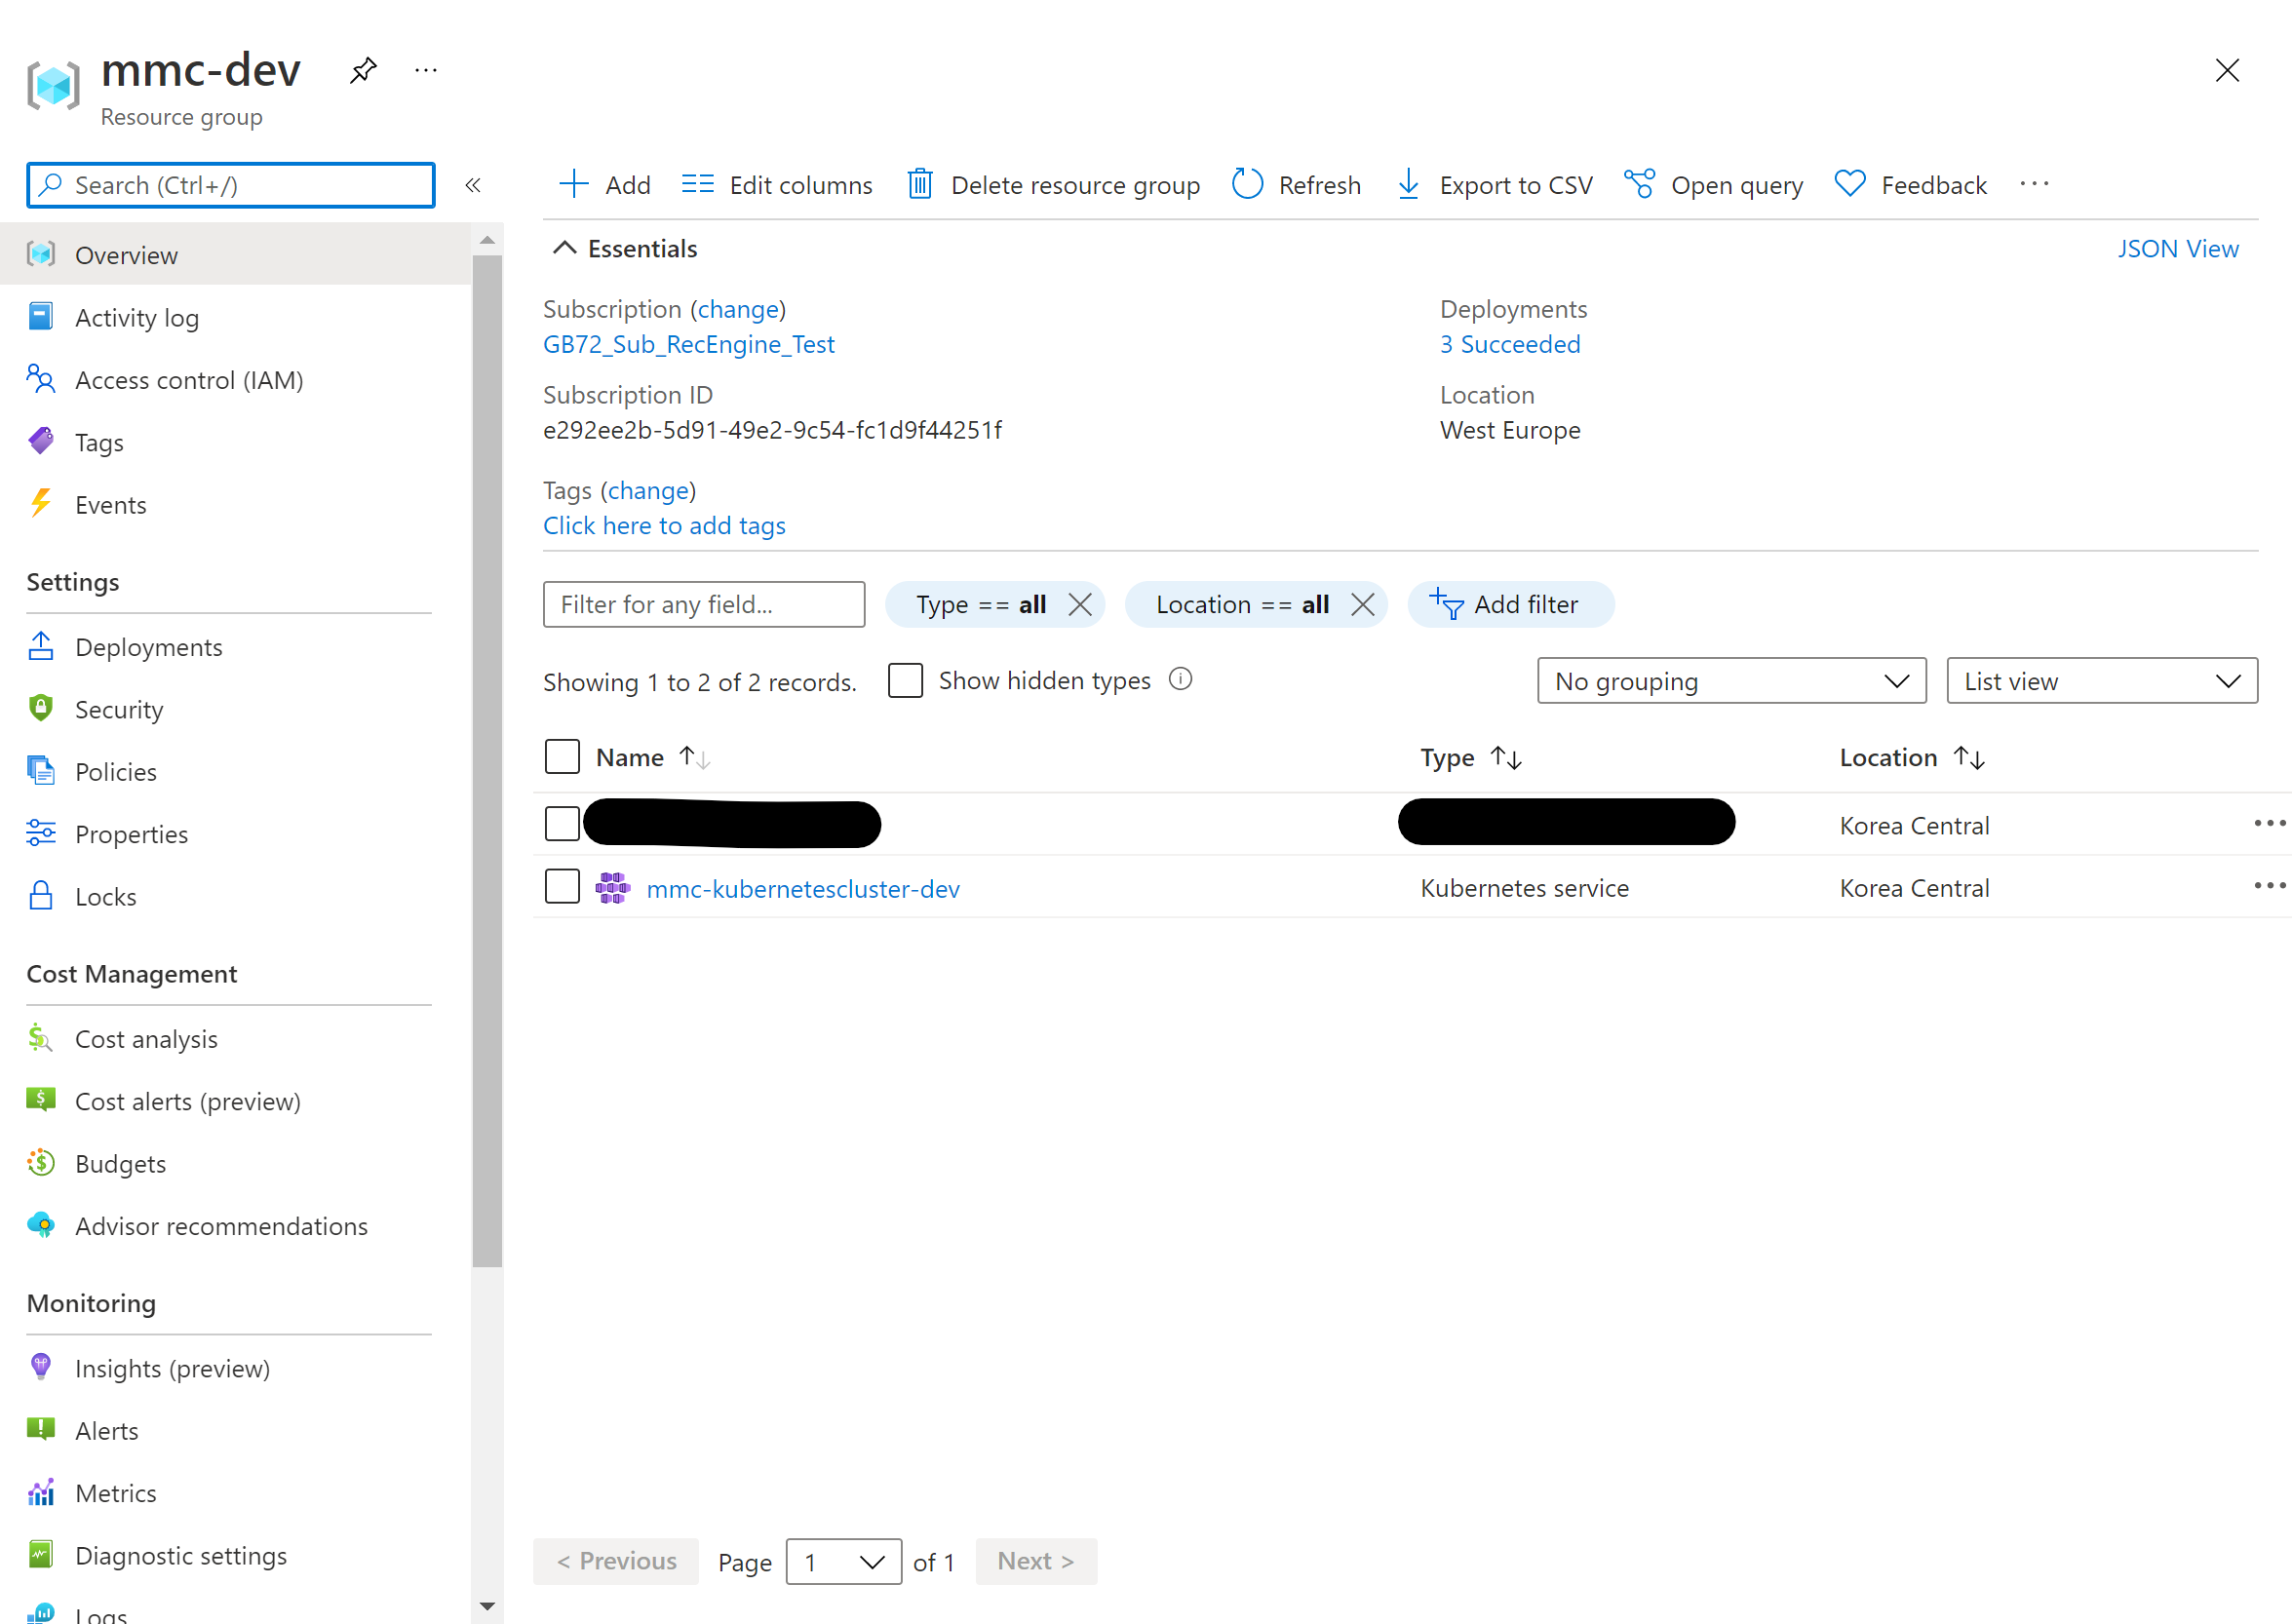 mmc-dev
Resource group
Search (Ctrl+/)
Overview
Activity log
Access control (IAM)
Tags
Events
Settings
Deployments
Security
Policies
Properties
Locks
Cost Management
Cost analysis
Cost alerts (preview)
Budgets
Advisor recommendations
Monitoring
Insights (preview)
Alerts
Metrics
Diagnostic settings
Logs
Add Edit columns Delete resource group Refresh Export to CSV Open query Feedback
Essentials JSON View
Subscription (change)
GB72_Sub_RecEngine_Test
Subscription ID
e292ee2b-5d91-49e2-9c54-fc1d9f44251f
Tags (change)
Click here to add tags
Deployments
3 Succeeded
Location
West Europe
Filter for any field... Type == all Location == all Add filter
Showing 1 to 2 of 2 records. Show hidden types No grouping List view
Name Type Location
Korea Central
mmc-kubernetescluster-dev Kubernetes service Korea Central
< Previous Page 1 of 1 Next >